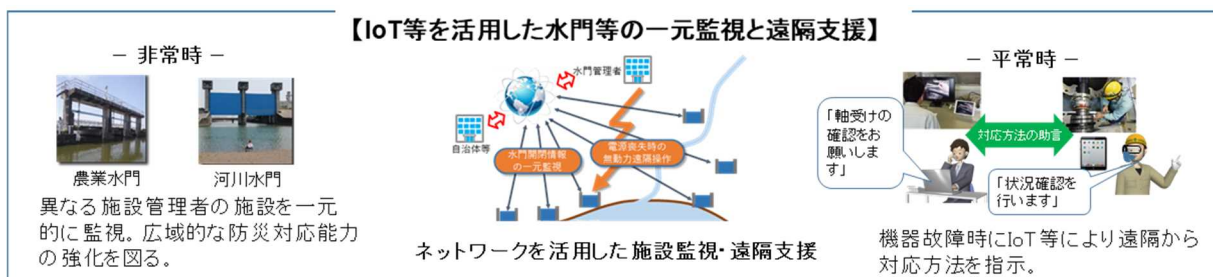 【IoT等を活用した水門等の一元監視と遠隔支援】
― 非常時 ―
農業水門
河川水門
異なる施設管理者の施設を一元
的に監視。広域的な防災対応能力
の強化を図る。
水門管理者
自治体等
水門開閉情報
の一元監視
電源喪失時の
無動力遠隔操作
ネットワークを活用した施設監視・遠隔支援
― 平常時 ―
「軸受けの
確認をお
願いしま
す」
対応方法の助言
「状況確認を
行います」
機器故障時にIoT等により遠隔から
対応方法を指示。